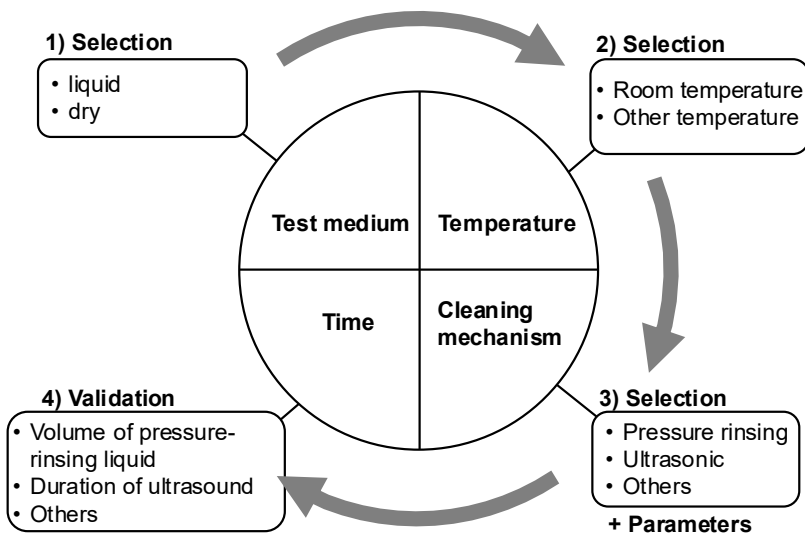 1) Selection
• liquid
• dry
2) Selection
• Room temperature
• Other temperature
Test medium
Temperature
Time
Cleaning
mechanism
4) Validation
• Volume of pressure-
rinsing liquid
• Duration of ultrasound
• Others
3) Selection
• Pressure rinsing
• Ultrasonic
• Others
+ Parameters